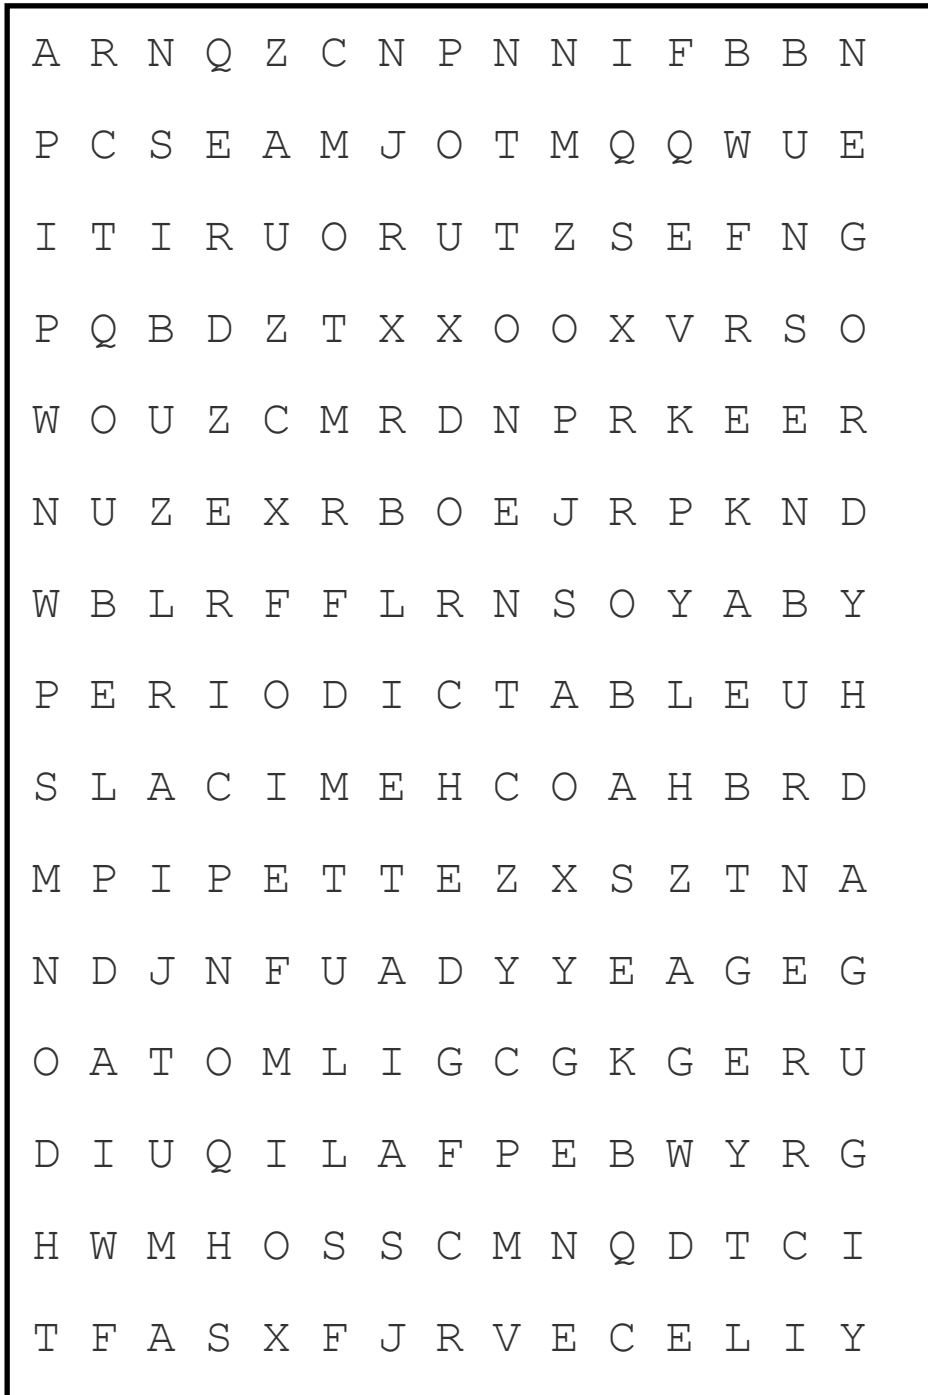 A R N Q Z C N P N N I F B B N
P C S E A M J O T M Q Q W U E
I T I R U O R U T Z S E F N G
P Q B D Z T X X O O X V R S O
W O U Z C M R D N P R K E E R
N U Z E X R B O E J R P K N D
W B L R F F L R N S O Y A B Y
P E R I O D I C T A B L E U H
S L A C I M E H C O A H B R D
M P I P E T T E Z X S Z T N A
N D J N F U A D Y Y E A G E G
O A T O M L I G C G K G E R U
D I U Q I L A F P E B W Y R G
H W M H O S S C M N Q D T C I
T F A S X F J R V E C E L I Y